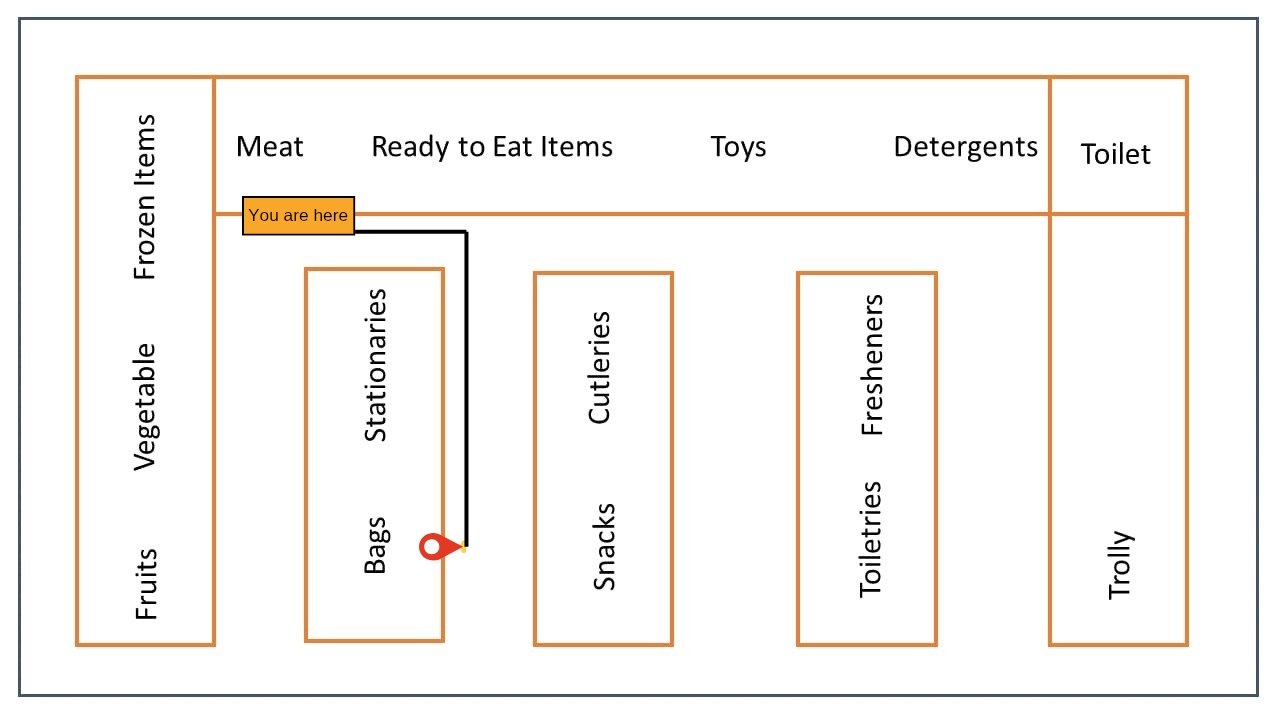 Meat
Ready to Eat Items
Toys
Detergents
Toilet
You are here
Frozen Items
Vegetable
Fruits
Stationaries
Bags
Cutleries
Snacks
Fresheners
Toiletries
Trolly